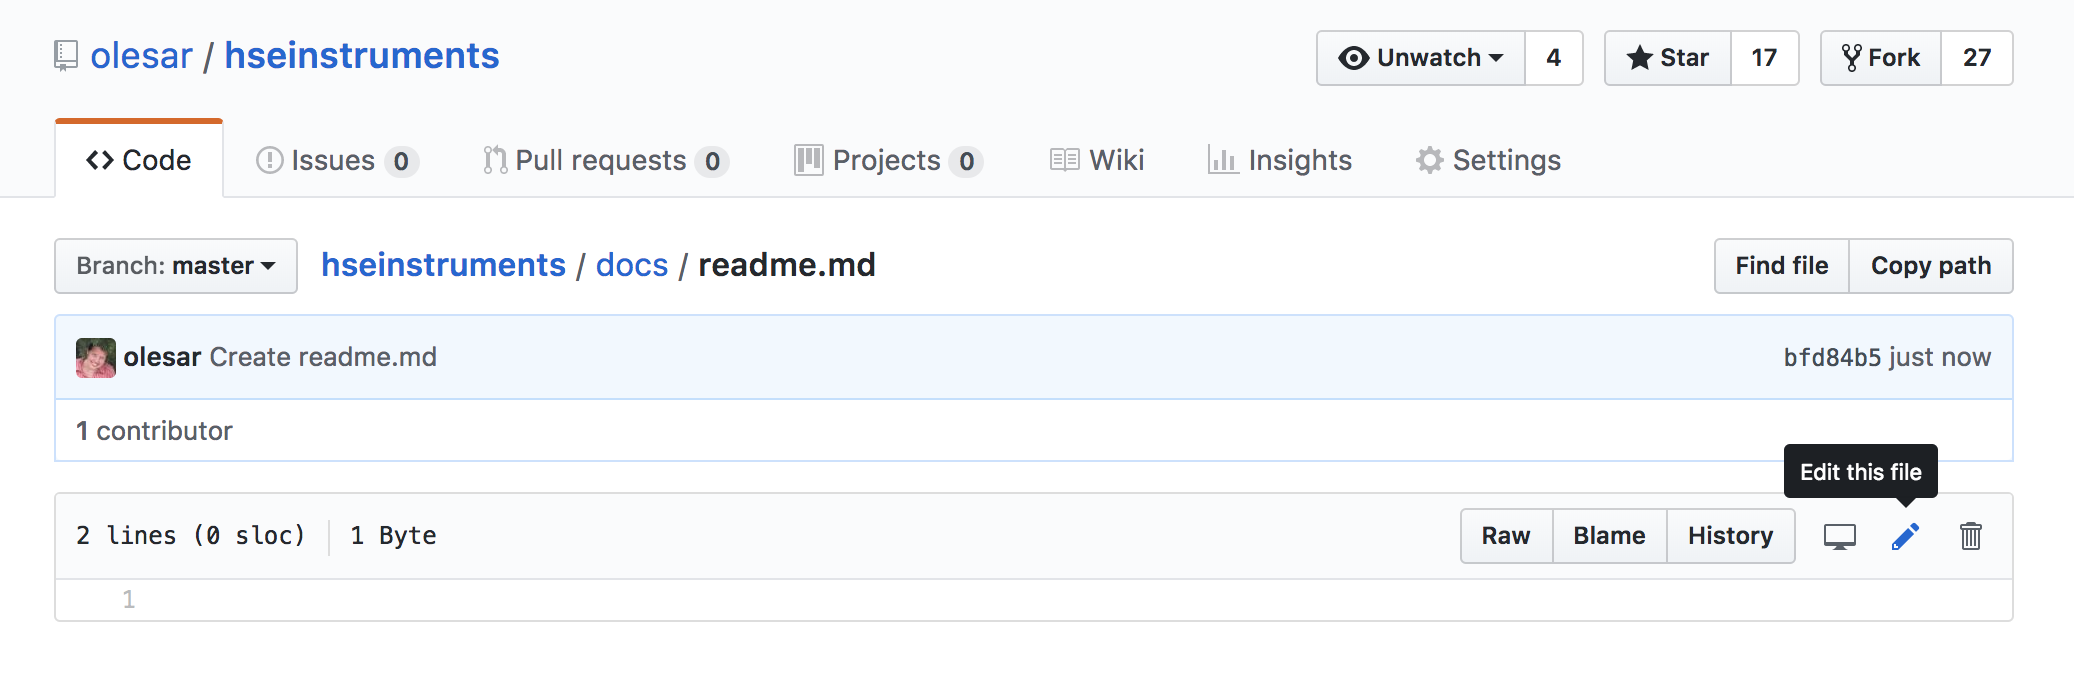 olesar / hseinstruments
Unwatch 4 Star 17 Fork 27
Code Issues 0 Pull requests 0 Projects 0 Wiki Insights Settings
Branch: master hseinstruments / docs / readme.md Find file Copy path
olesar Create readme.md bfd84b5 just now
1 contributor
Edit this file
2 lines (0 sloc) 1 Byte Raw Blame History
1